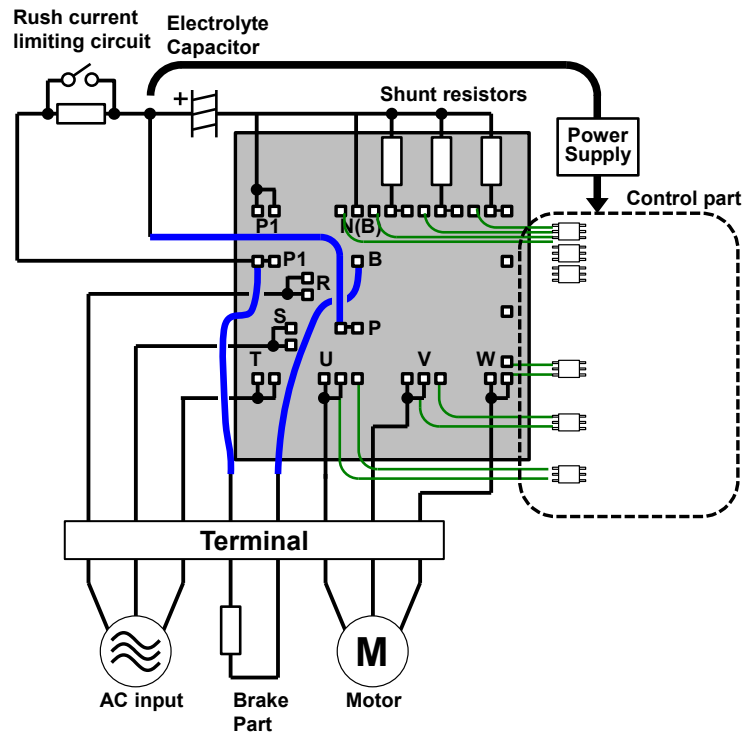 Rush current
limiting circuit
Electrolyte
Capacitor
+
Shunt resistors
Power
Supply
Control part
P1
N(B)
P1
B
R
S
P
T
U
V
W
Terminal
M
AC input
Brake
Part
Motor